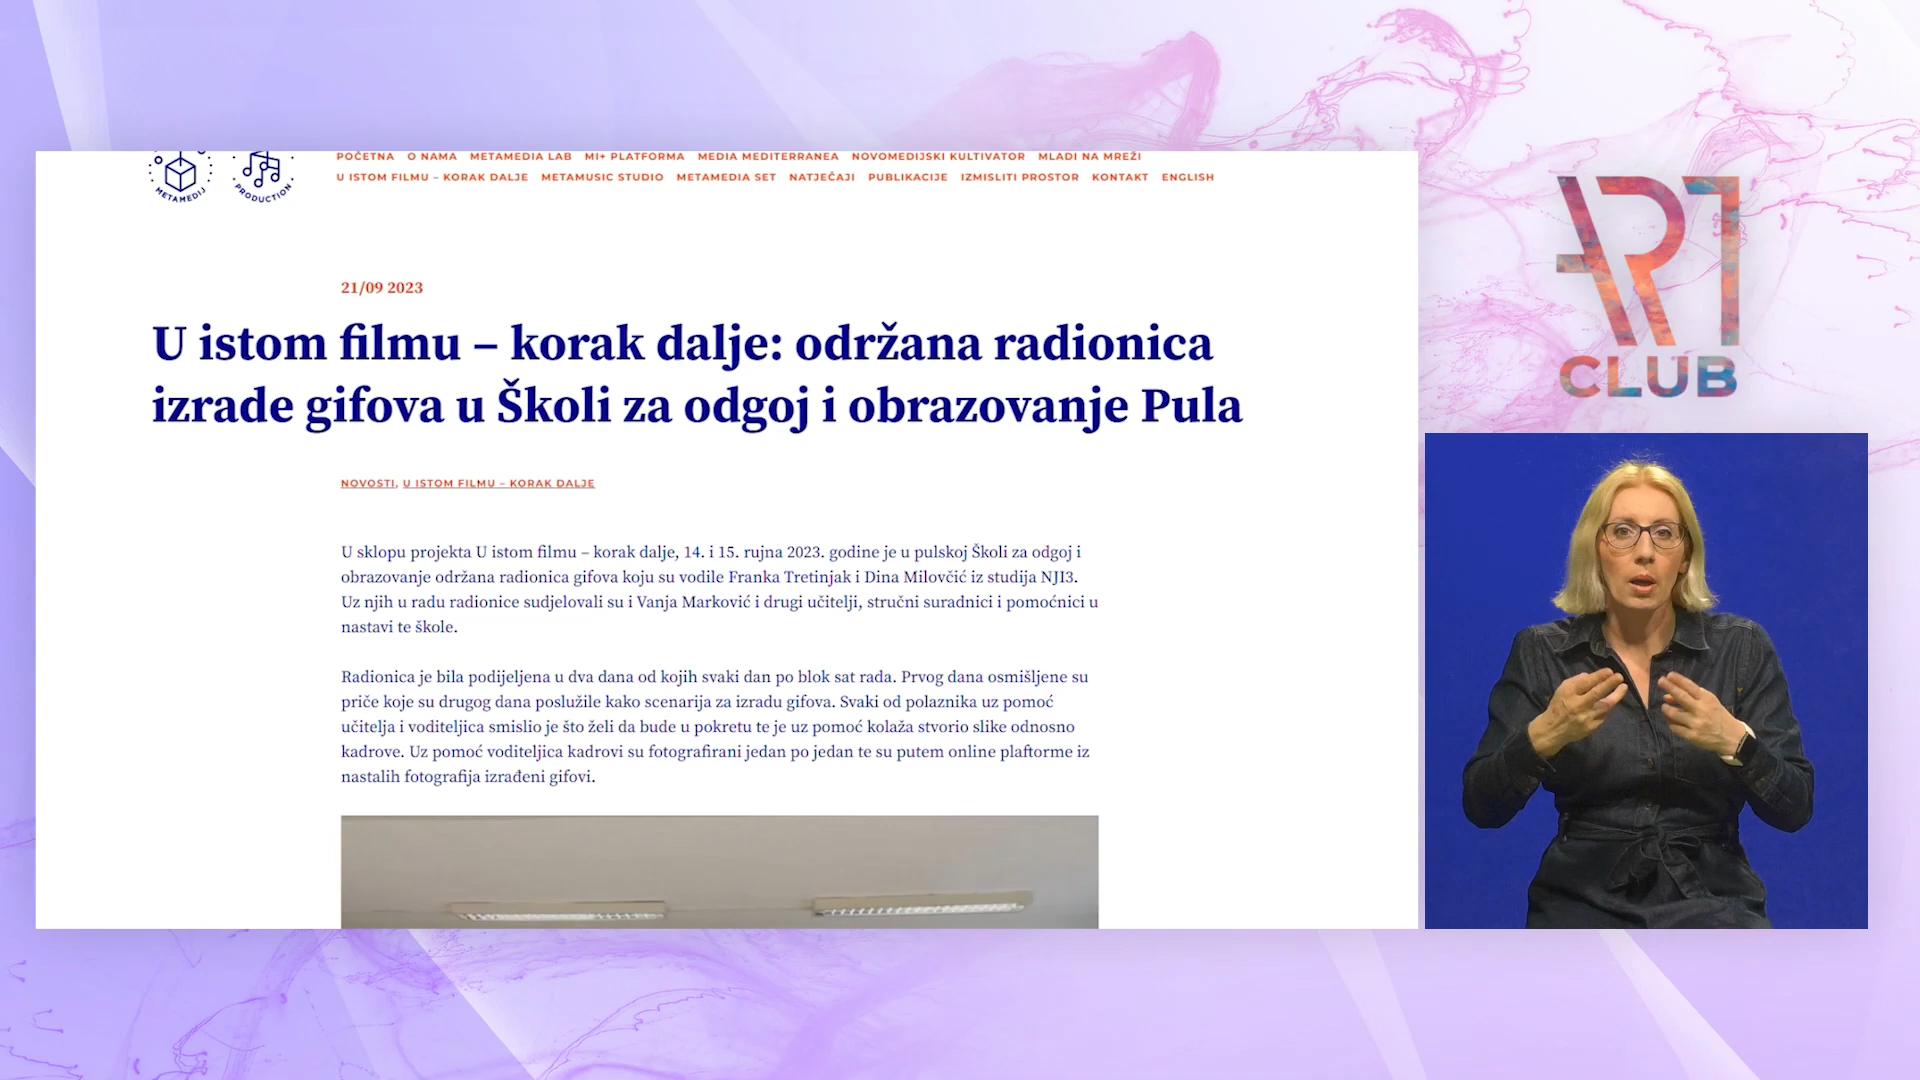 POČETNA O NAMA METAMEDIA LAB MI+ PLATFORMA MEDIA MEDITERRANEA NOVOMEDIJSKI KULTIVATOR MLADI NA MREŽI
U ISTOM FILMU – KORAK DALJE METAMUSIC STUDIO METAMEDIA SET NATJEČAJI PUBLIKACIJE IZMISLITI PROSTOR KONTAKT ENGLISH
METAMEDIJ
PRODUCTION
21/09 2023
U istom filmu – korak dalje: održana radionica
izrade gifova u Školi za odgoj i obrazovanje Pula
NOVOSTI, U ISTOM FILMU – KORAK DALJE
U sklopu projekta U istom filmu – korak dalje, 14. i 15. rujna 2023. godine je u pulskoj Školi za odgoj i
obrazovanje održana radionica gifova koju su vodile Franka Tretinjak i Dina Milovčić iz studija NJI3.
Uz njih u radu radionice sudjelovali su i Vanja Marković i drugi učitelji, stručni suradnici i pomoćnici u
nastavi te škole.
Radionica je bila podijeljena u dva dana od kojih svaki dan po blok sat rada. Prvog dana osmišljene su
priče koje su drugog dana poslužile kako scenarija za izradu gifova. Svaki od polaznika uz pomoć
učitelja i voditeljica smislio je što želi da bude u pokretu te je uz pomoć kolaža stvorio slike odnosno
kadrove. Uz pomoć voditeljica kadrovi su fotografirani jedan po jedan te su putem online plaftorme iz
nastalih fotografija izrađeni gifovi.
ART
CLUB